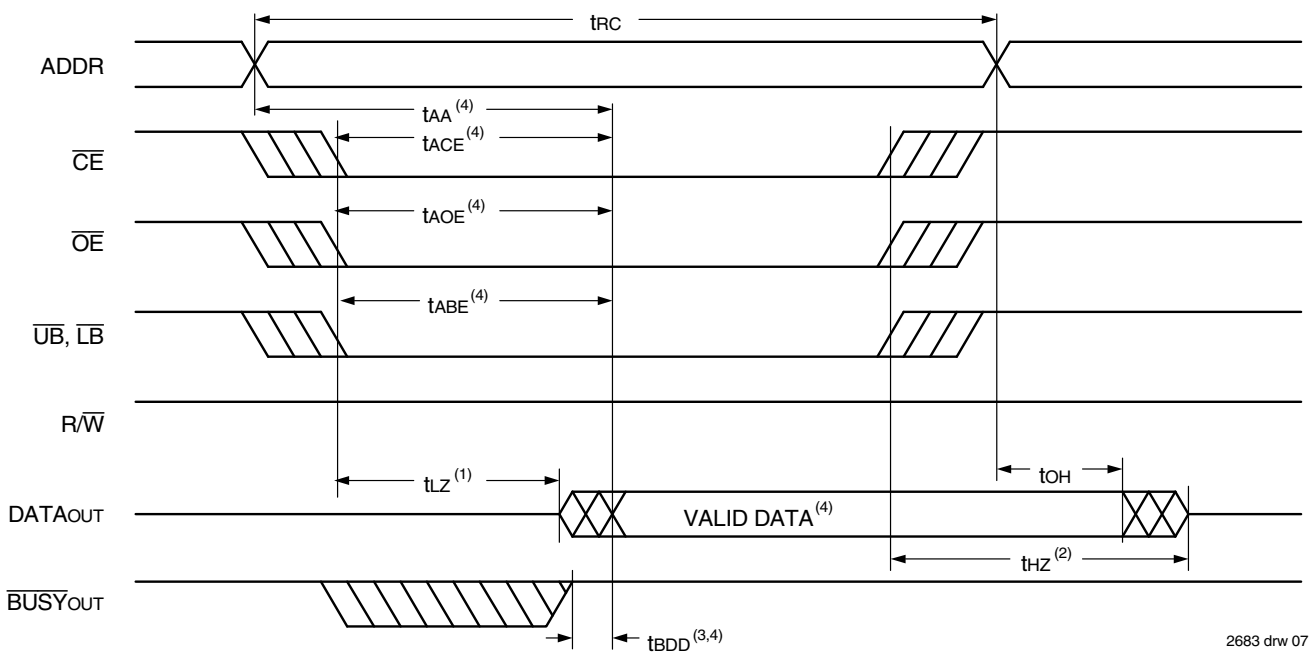 tRC
ADDR
tAA (4)
tACE (4)
CE
tAOE (4)
OE
tABE (4)
UB, LB
R/W
tOH
tLZ (1)
DATAOUT
VALID DATA (4)
tHZ (2)
BUSYOUT
tBDD (3,4)
2683 drw 07